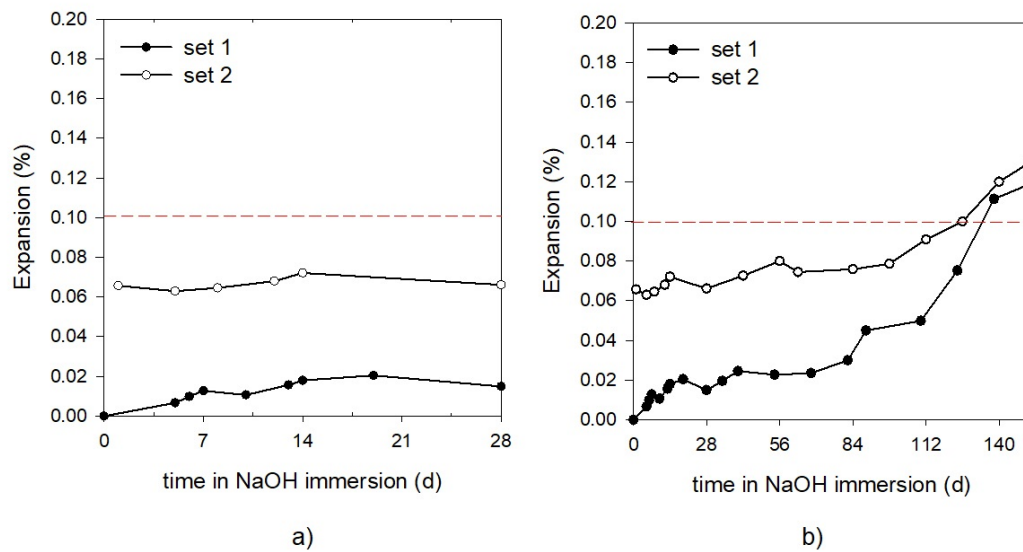 0.20
0.18
0.16
0.14
0.12
0.10
0.08
0.06
0.04
0.02
0.00
Expansion (%)
set 1
set 2
0 7 14 21 28
time in NaOH immersion (d)
a)
0.20
0.18
0.16
0.14
0.12
0.10
0.08
0.06
0.04
0.02
0.00
Expansion (%)
set 1
set 2
0 28 56 84 112 140
time in NaOH immersion (d)
b)